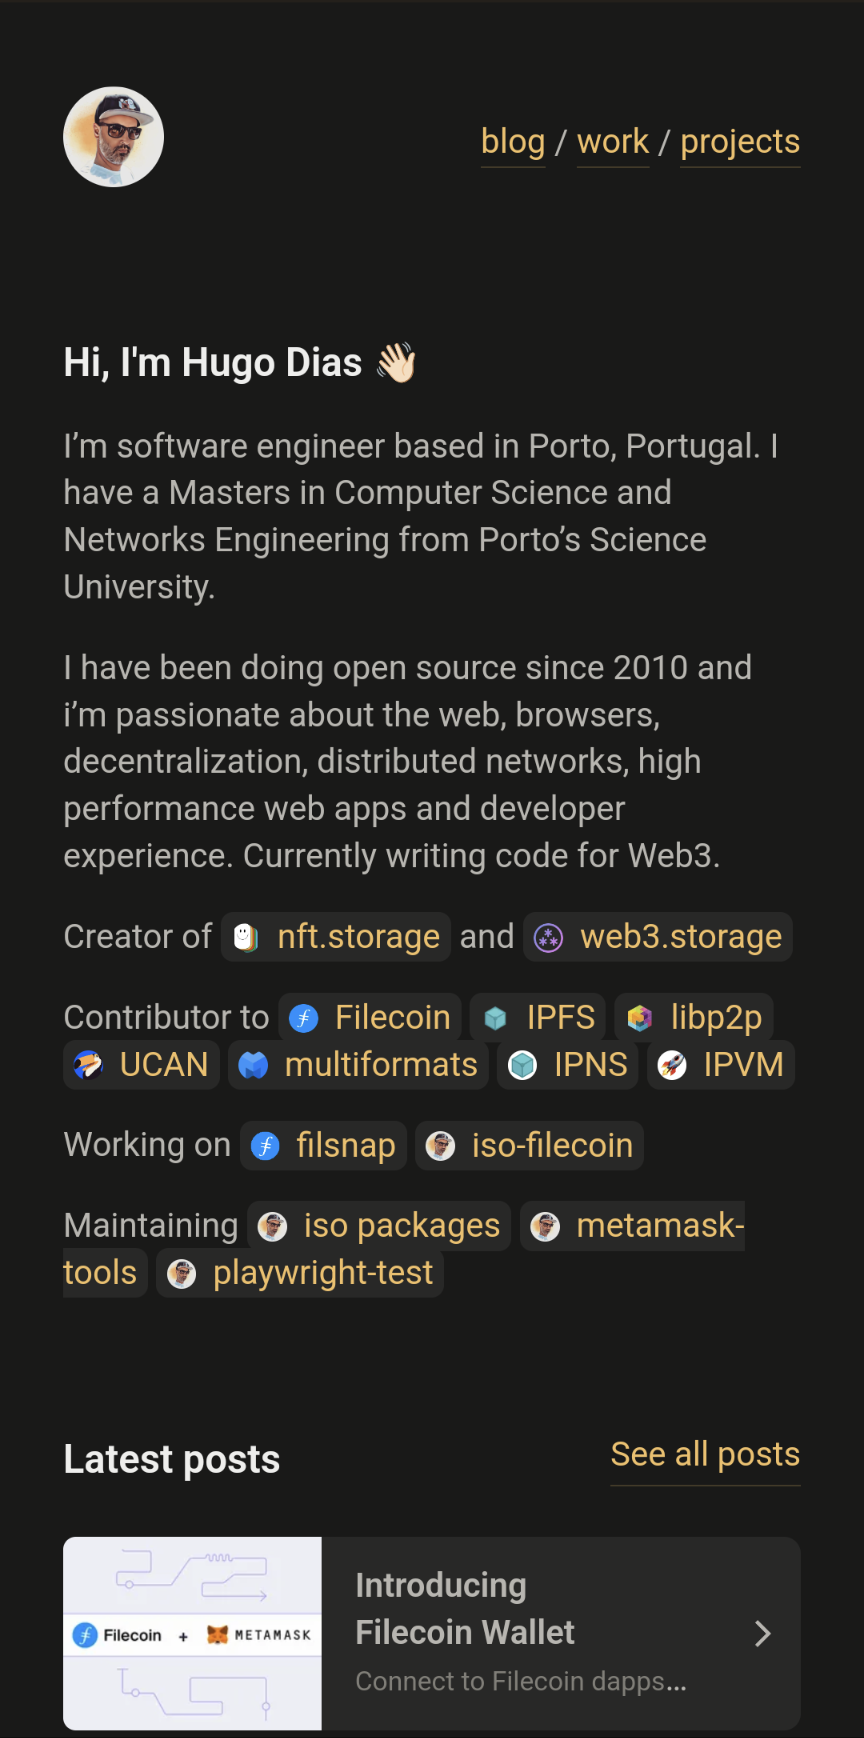 blog / work / projects
Hi, I'm Hugo Dias 👋🏻
I’m software engineer based in Porto, Portugal. I
have a Masters in Computer Science and
Networks Engineering from Porto’s Science
University.
I have been doing open source since 2010 and
i’m passionate about the web, browsers,
decentralization, distributed networks, high
performance web apps and developer
experience. Currently writing code for Web3.
Creator of nft.storage and web3.storage
Contributor to Filecoin IPFS libp2p
UCAN multiformats IPNS IPVM
Working on filsnap iso-filecoin
Maintaining iso packages metamask-
tools playwright-test
Latest posts See all posts
Filecoin + METAMASK
Introducing
Filecoin Wallet
Connect to Filecoin dapps...